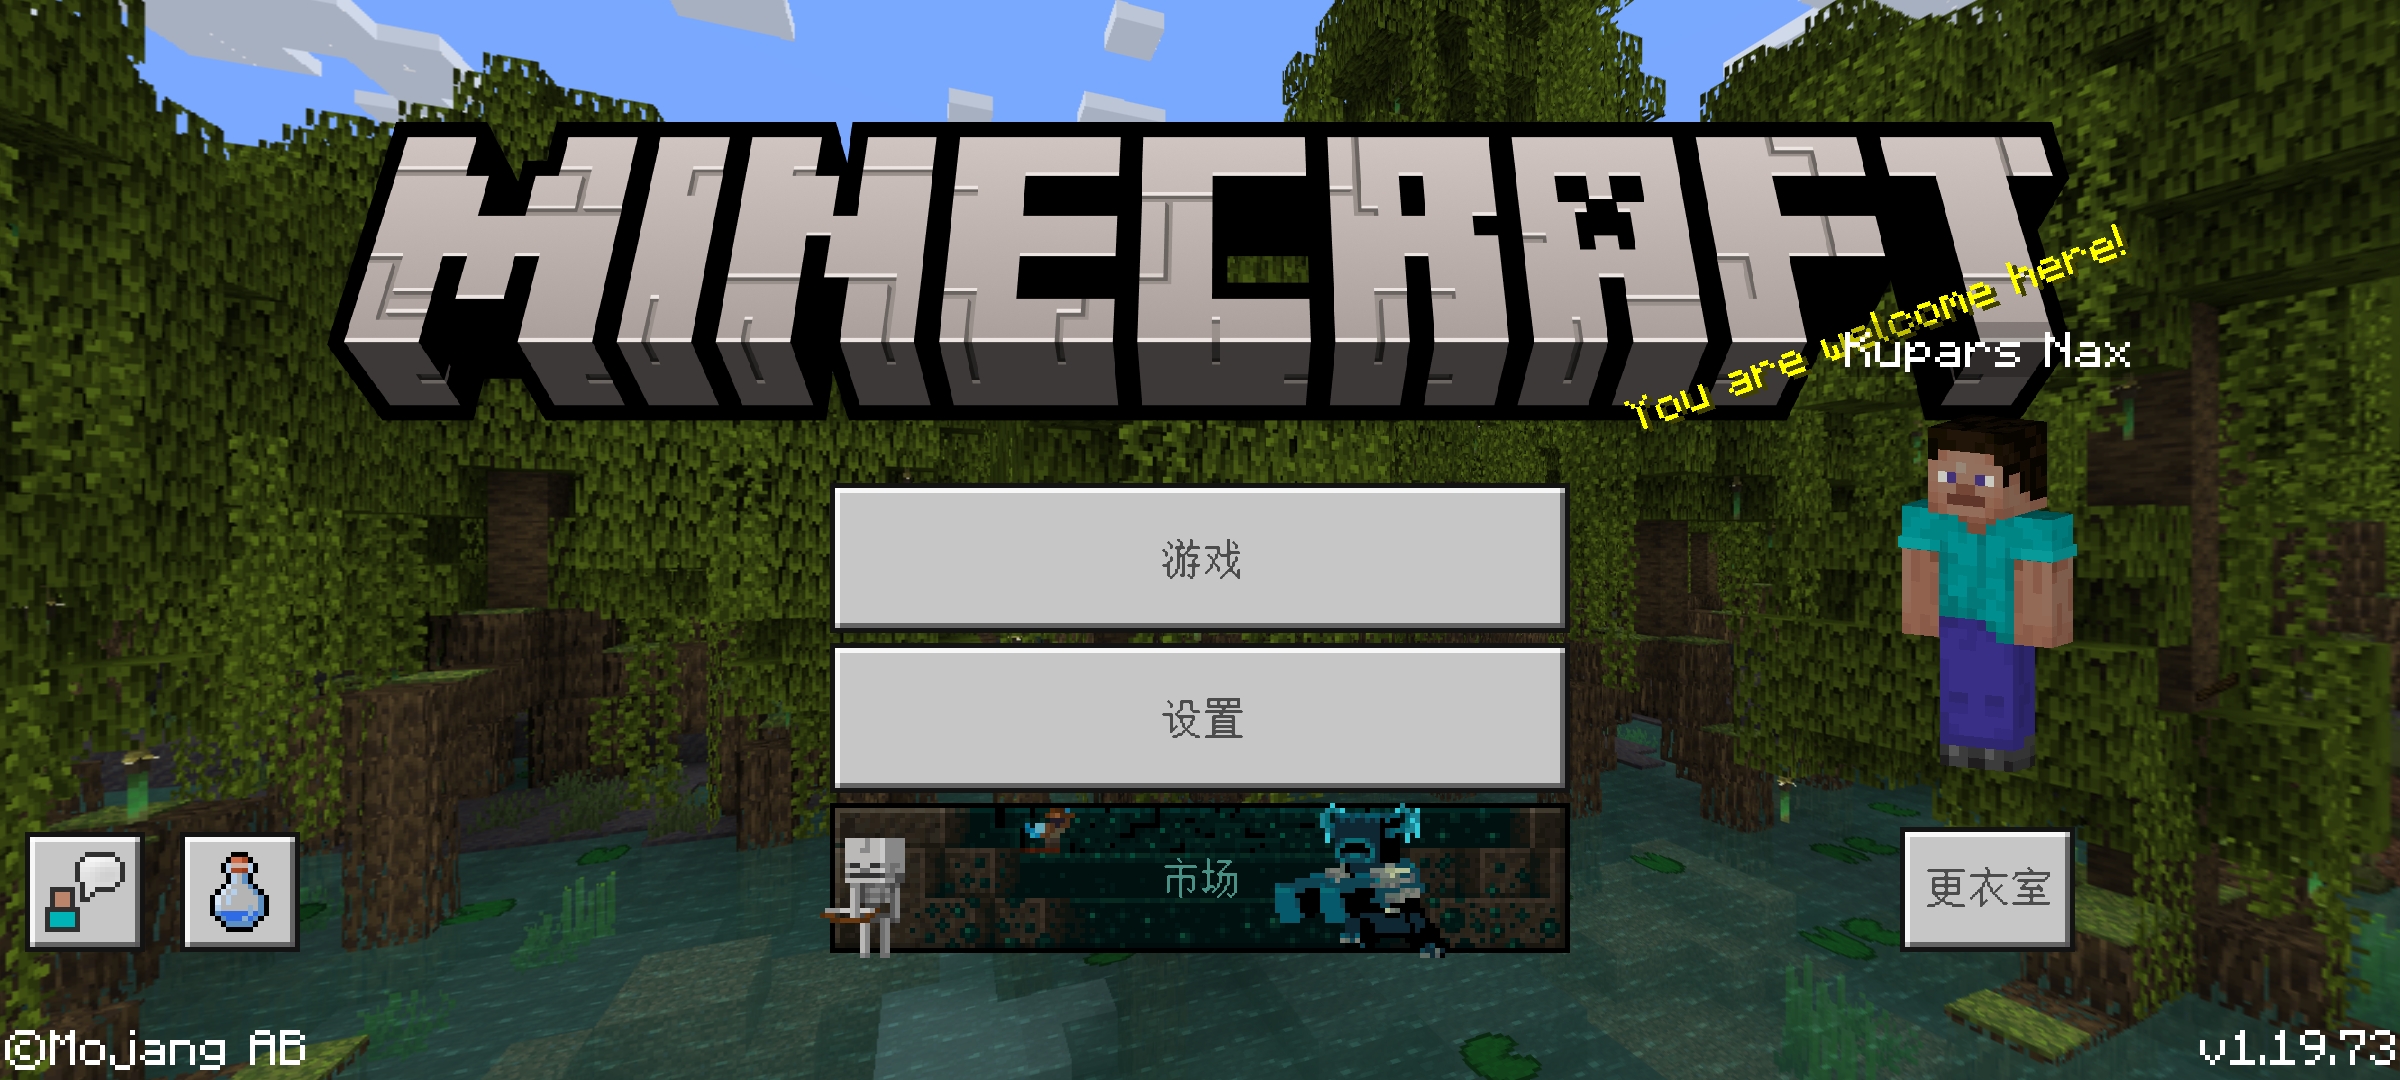 MINECRAFT
You are welcome here!
Rupars Nax
游戏
设置
市场
更衣室
©Mojang AB
v1.19.73